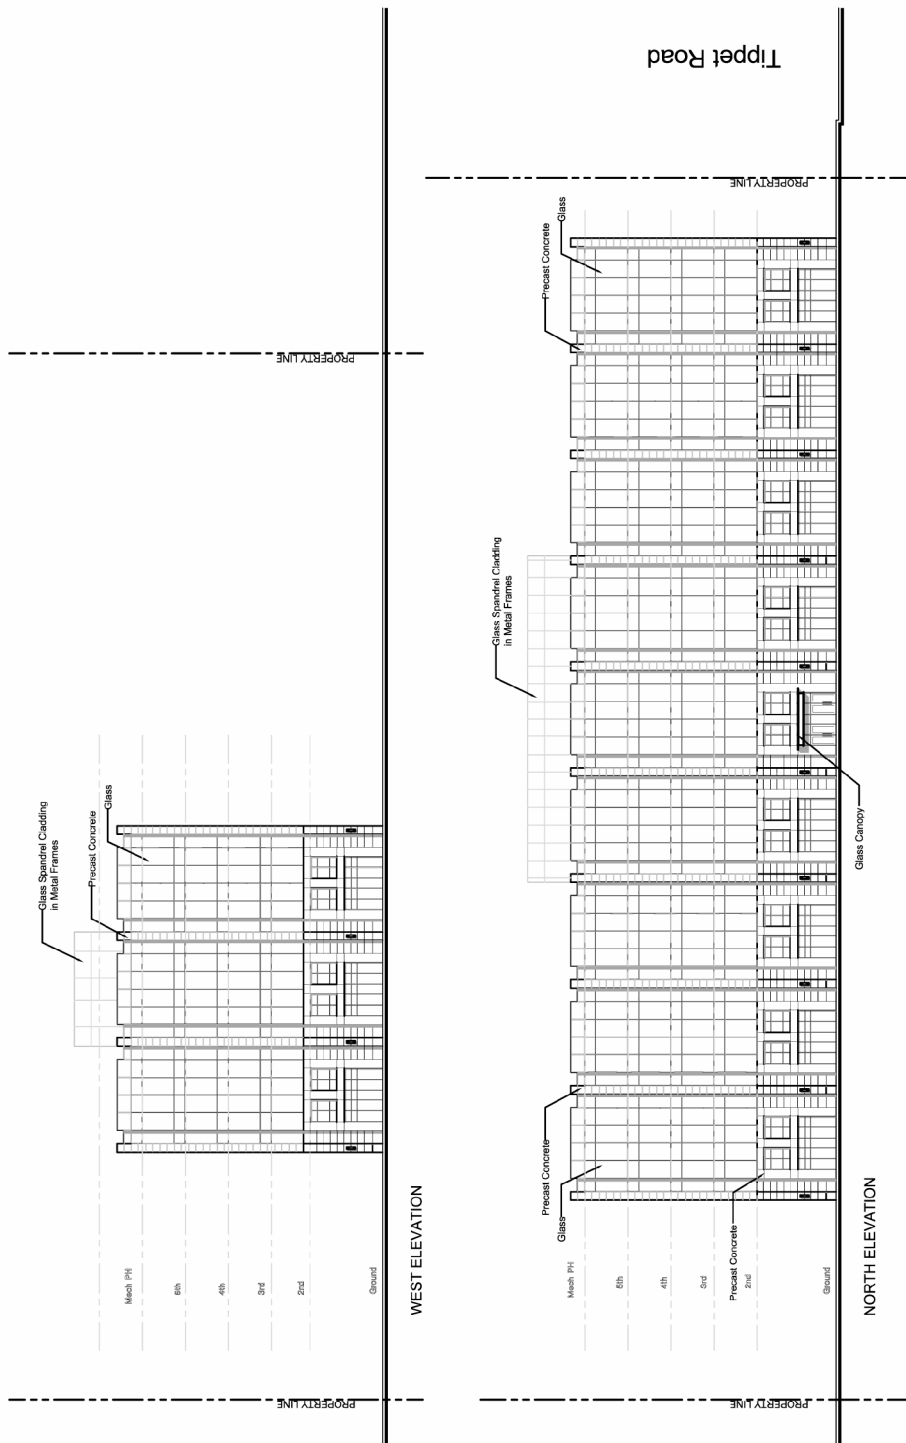 Tippet Road
PROPERTY LINE
Glass
Precast Concrete
PROPERTY LINE
Glass Spandrel Cladding
in Metal Frames
Glass Spandrel Cladding
in Metal Frames
Precast Concrete
Glass
Glass Canopy
Precast Concrete
Glass
Precast Concrete
Mech PH
5th
4th
3rd
2nd
Ground
WEST ELEVATION
Mech PH
5th
4th
3rd
2nd
Ground
NORTH ELEVATION
PROPERTY LINE
PROPERTY LINE